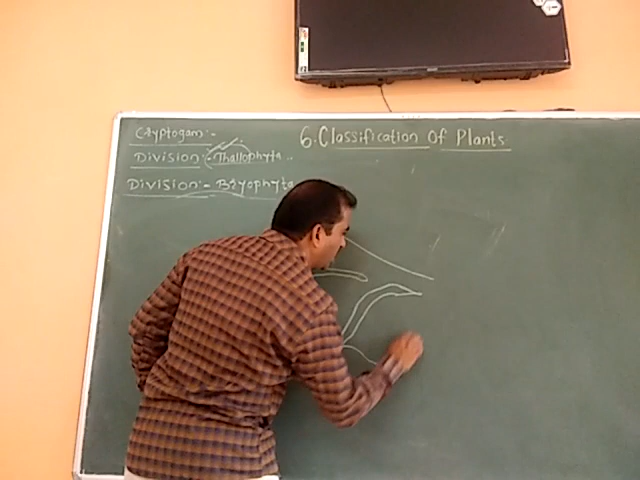 6. Classification Of Plants
Cryptogam:-
Division:- Thallophyta..
Division:- Bryophyta